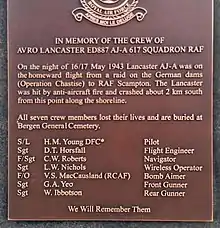 IN MEMORY OF THE CREW OF
AVRO LANCASTER ED887 AJ-A 617 SQUADRON RAF
On the night of 16/17 May 1943 Lancaster AJ-A was on
the homeward flight from a raid on the German dams
(Operation Chastise) to RAF Scampton. The Lancaster
was hit by anti-aircraft fire and crashed about 2 km south
from this point along the shoreline.
All seven crew members lost their lives and are buried at
Bergen General Cemetery.
S/L H.M. Young DFC* Pilot
Sgt D.T. Horsfall Flight Engineer
F/Sgt C.W. Roberts Navigator
Sgt L.W. Nichols Wireless Operator
F/O V.S. MacCausland (RCAF) Bomb Aimer
Sgt G.A. Yeo Front Gunner
Sgt W. Ibbotson Rear Gunner
We Will Remember Them